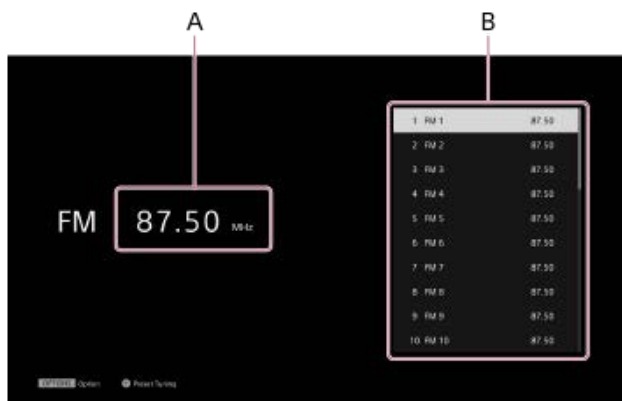 A
B
FM 87.50 MHz
1 FM 1 87.50
2 FM 2 87.50
3 FM 3 87.50
4 FM 4 87.50
5 FM 5 87.50
6 FM 6 87.50
7 FM 7 87.50
8 FM 8 87.50
9 FM 9 87.50
10 FM 10 87.50
OPTIONS Option Preset Tuning